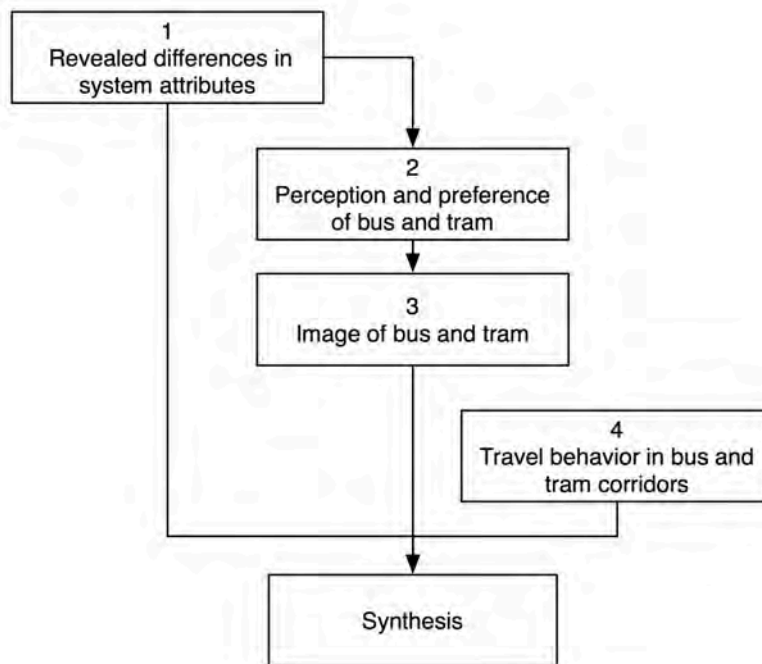 1
Revealed differences in
system attributes
2
Perception and preference
of bus and tram
3
Image of bus and tram
4
Travel behavior in bus and
tram corridors
Synthesis